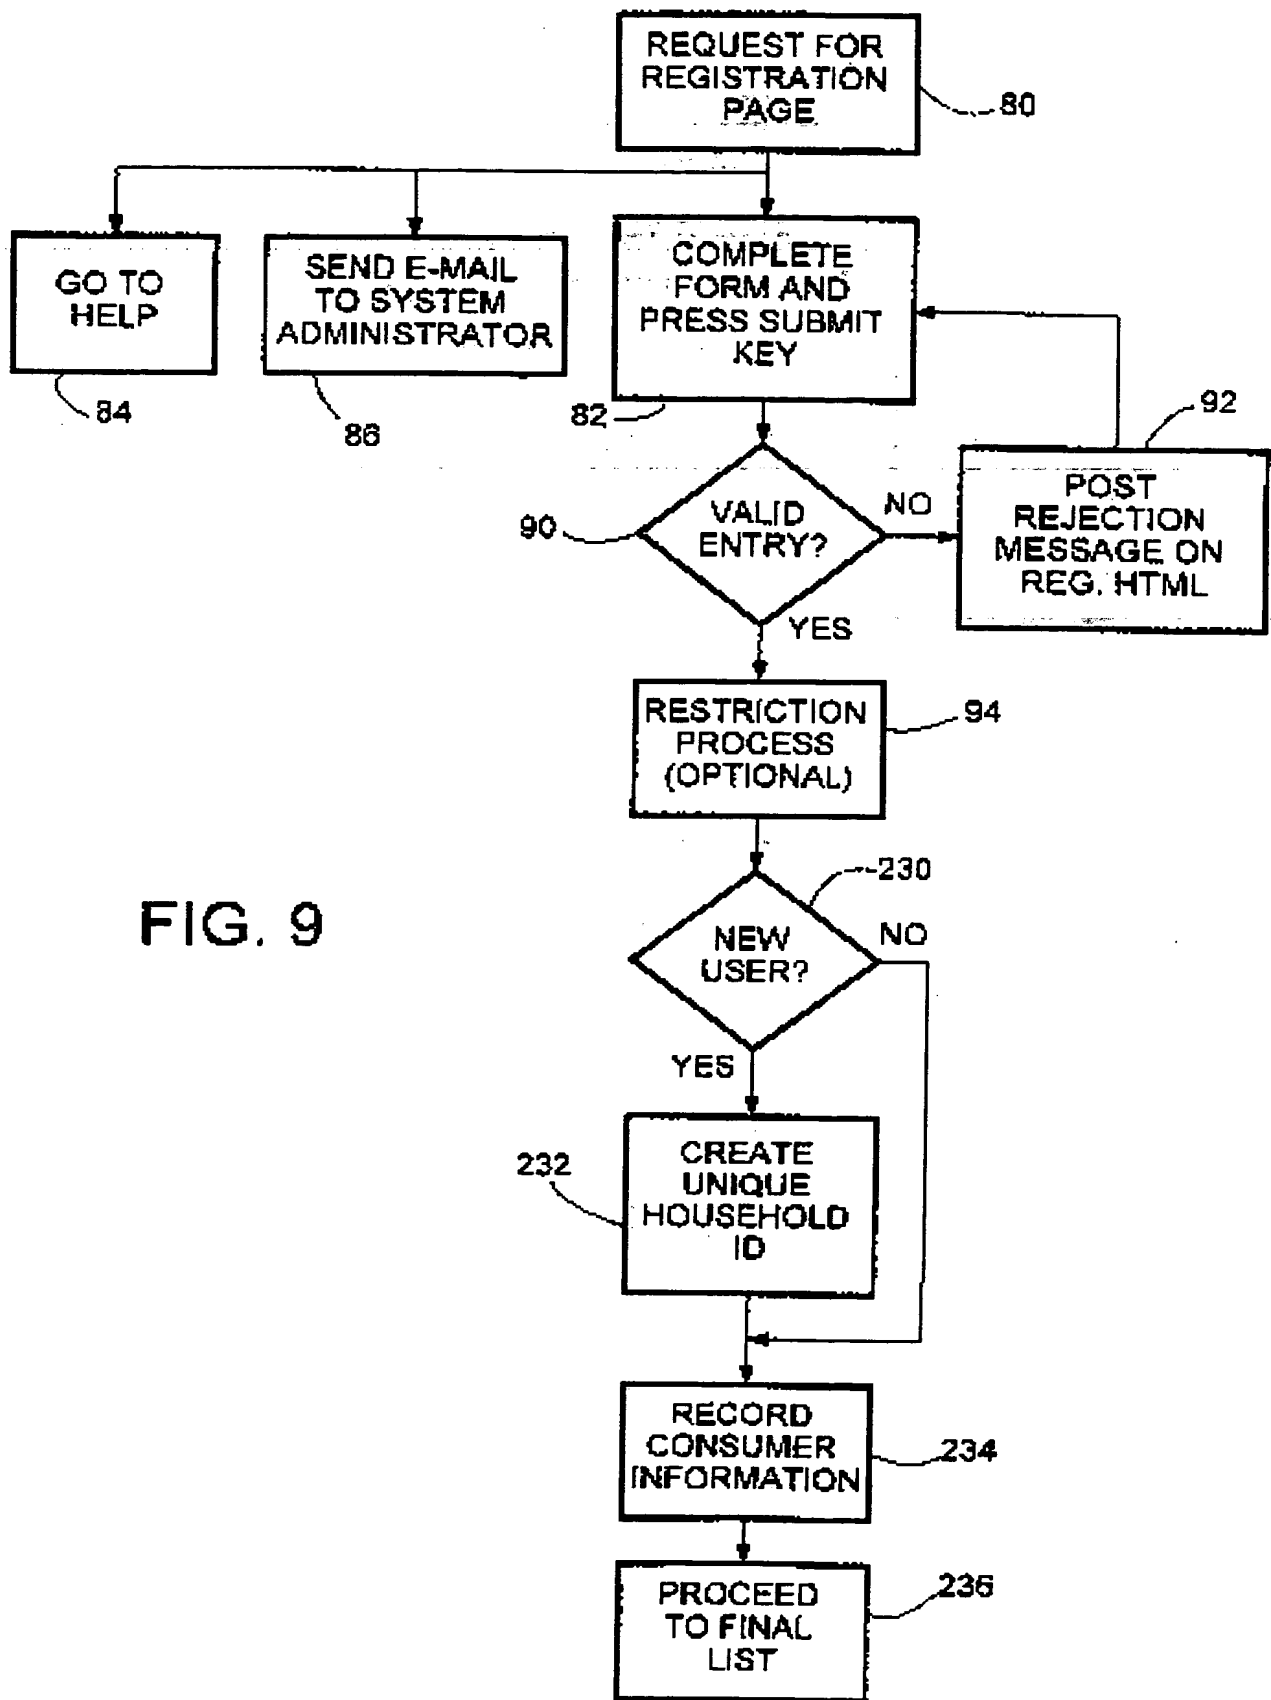 REQUEST FOR
REGISTRATION
PAGE
80
GO TO
HELP
84
SEND E-MAIL
TO SYSTEM
ADMINISTRATOR
86
COMPLETE
FORM AND
PRESS SUBMIT
KEY
82
92
90
VALID
ENTRY?
NO
POST
REJECTION
MESSAGE ON
REG. HTML
YES
RESTRICTION
PROCESS
(OPTIONAL)
94
230
FIG. 9
NEW
USER?
NO
YES
232
CREATE
UNIQUE
HOUSEHOLD
ID
RECORD
CONSUMER
INFORMATION
234
PROCEED
TO FINAL
LIST
236